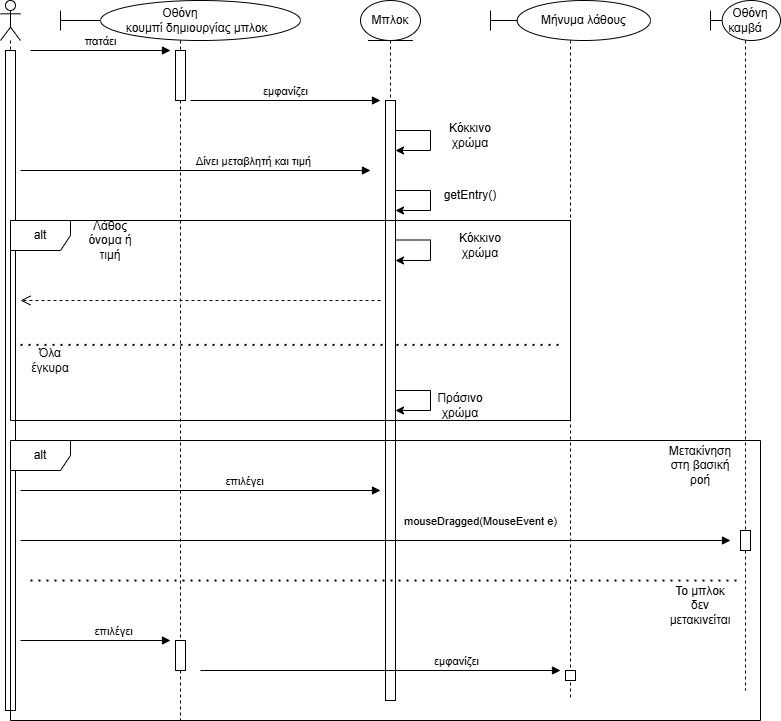 Οθόνη
κουμπί δημιουργίας μπλοκ
Μπλοκ
Μήνυμα λάθους
Οθόνη
καμβά
πατάει
εμφανίζει
Κόκκινο
χρώμα
Δίνει μεταβλητή και τιμή
getEntry()
alt
Λάθος
όνομα ή
τιμή
Κόκκινο
χρώμα
Όλα
έγκυρα
Πράσινο
χρώμα
alt
Μετακίνηση
στη βασική
ροή
επιλέγει
mouseDragged(MouseEvent e)
Το μπλοκ
δεν
μετακινείται
επιλέγει
εμφανίζει